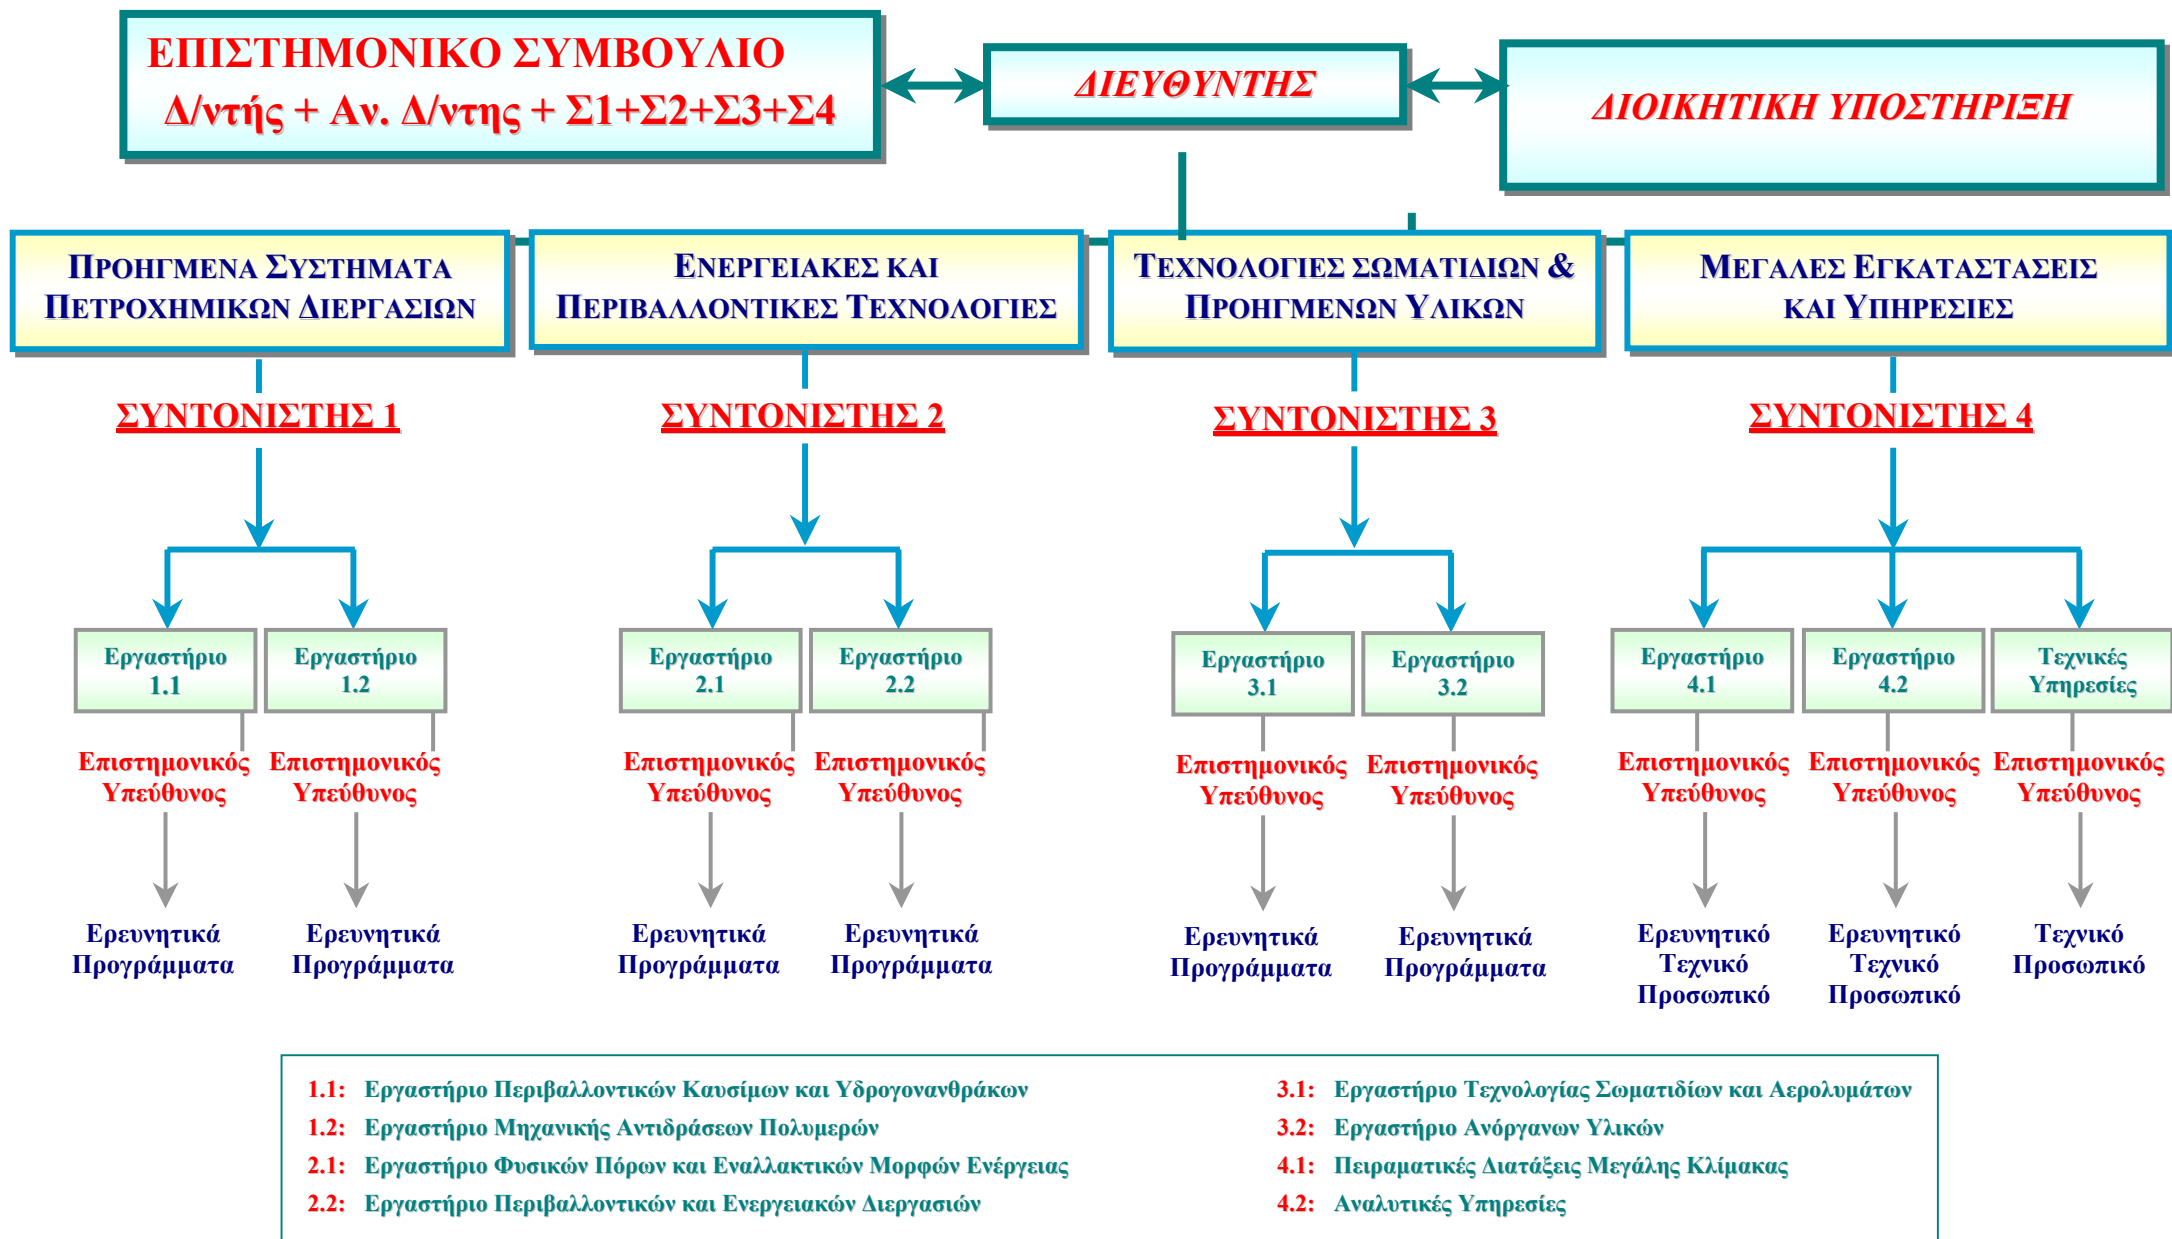 ΕΠΙΣΤΗΜΟΝΙΚΟ ΣΥΜΒΟΥΛΙΟ
Δ/ντής + Αν. Δ/ντης + Σ1+Σ2+Σ3+Σ4
ΔΙΕΥΘΥΝΤΗΣ
ΔΙΟΙΚΗΤΙΚΗ ΥΠΟΣΤΗΡΙΞΗ
ΠΡΟΗΓΜΕΝΑ ΣΥΣΤΗΜΑΤΑ
ΠΕΤΡΟΧΗΜΙΚΩΝ ΔΙΕΡΓΑΣΙΩΝ
ΕΝΕΡΓΕΙΑΚΕΣ ΚΑΙ
ΠΕΡΙΒΑΛΛΟΝΤΙΚΕΣ ΤΕΧΝΟΛΟΓΙΕΣ
ΤΕΧΝΟΛΟΓΙΕΣ ΣΩΜΑΤΙΔΙΩΝ &
ΠΡΟΗΓΜΕΝΩΝ ΥΛΙΚΩΝ
ΜΕΓΑΛΕΣ ΕΓΚΑΤΑΣΤΑΣΕΙΣ
ΚΑΙ ΥΠΗΡΕΣΙΕΣ
ΣΥΝΤΟΝΙΣΤΗΣ 1
ΣΥΝΤΟΝΙΣΤΗΣ 2
ΣΥΝΤΟΝΙΣΤΗΣ 3
ΣΥΝΤΟΝΙΣΤΗΣ 4
Εργαστήριο
1.1
Εργαστήριο
1.2
Εργαστήριο
2.1
Εργαστήριο
2.2
Εργαστήριο
3.1
Εργαστήριο
3.2
Εργαστήριο
4.1
Εργαστήριο
4.2
Τεχνικές
Υπηρεσίες
Επιστημονικός
Υπεύθυνος
Επιστημονικός
Υπεύθυνος
Επιστημονικός
Υπεύθυνος
Επιστημονικός
Υπεύθυνος
Επιστημονικός
Υπεύθυνος
Επιστημονικός
Υπεύθυνος
Επιστημονικός
Υπεύθυνος
Επιστημονικός
Υπεύθυνος
Επιστημονικός
Υπεύθυνος
Ερευνητικά
Προγράμματα
Ερευνητικά
Προγράμματα
Ερευνητικά
Προγράμματα
Ερευνητικά
Προγράμματα
Ερευνητικά
Προγράμματα
Ερευνητικά
Προγράμματα
Ερευνητικό
Τεχνικό
Προσωπικό
Ερευνητικό
Τεχνικό
Προσωπικό
Τεχνικό
Προσωπικό
1.1: Εργαστήριο Περιβαλλοντικών Καυσίμων και Υδρογονανθράκων
1.2: Εργαστήριο Μηχανικής Αντιδράσεων Πολυμερών
2.1: Εργαστήριο Φυσικών Πόρων και Εναλλακτικών Μορφών Ενέργειας
2.2: Εργαστήριο Περιβαλλοντικών και Ενεργειακών Διεργασιών
3.1: Εργαστήριο Τεχνολογίας Σωματιδίων και Αερολυμάτων
3.2: Εργαστήριο Ανόργανων Υλικών
4.1: Πειραματικές Διατάξεις Μεγάλης Κλίμακας
4.2: Αναλυτικές Υπηρεσίες